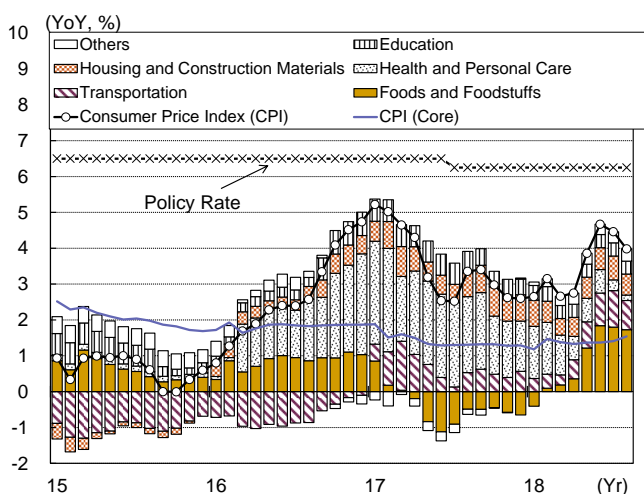 (YoY, %)
10
Others Education
9
Housing and Construction Materials Health and Personal Care
Transportation Foods and Foodstuffs
8
Consumer Price Index (CPI) CPI (Core)
7
6
Policy Rate
5
4
3
2
1
0
-1
-2
15 16 17 18 (Yr)